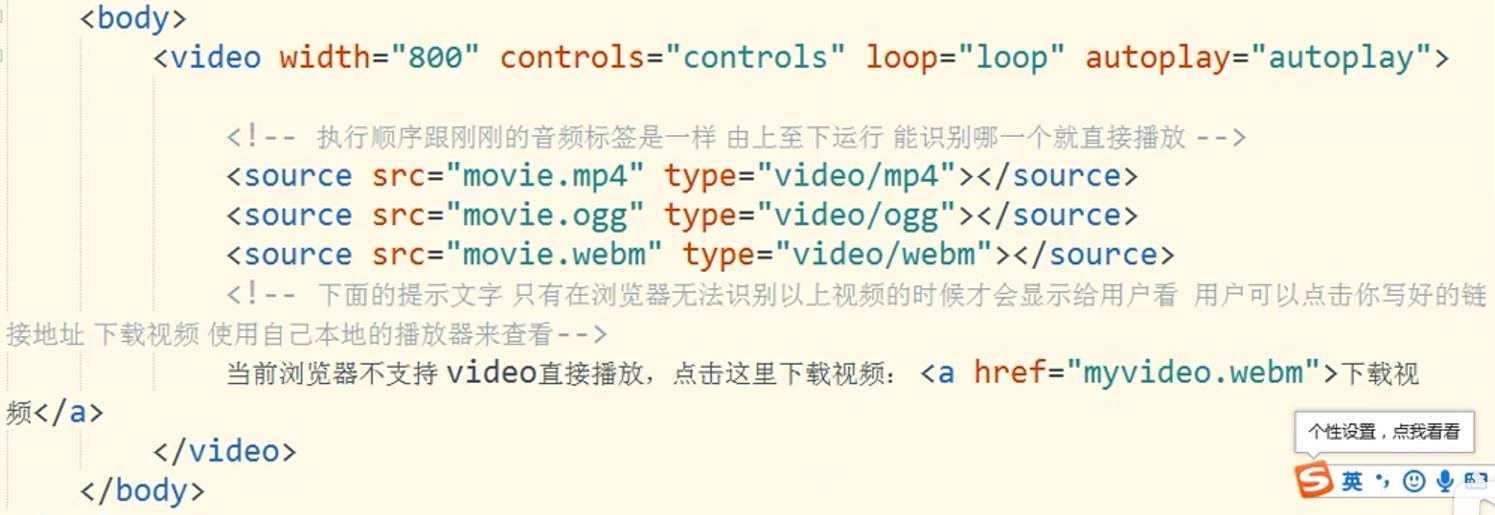 <body>
<video width="800" controls="controls" loop="loop" autoplay="autoplay">
<!-- 执行顺序跟刚刚的音频标签是一样 由上至下运行 能识别哪一个就直接播放 -->
<source src="movie.mp4" type="video/mp4"></source>
<source src="movie.ogg" type="video/ogg"></source>
<source src="movie.webm" type="video/webm"></source>
<!-- 下面的提示文字 只有在浏览器无法识别以上视频的时候才会显示给用户看 用户可以点击你写好的链
接地址 下载视频 使用自己本地的播放器来查看-->
当前浏览器不支持 video直接播放，点击这里下载视频： <a href="myvideo.webm">下载视
频</a>
</video>
</body>
个性设置，点我看看
S 英